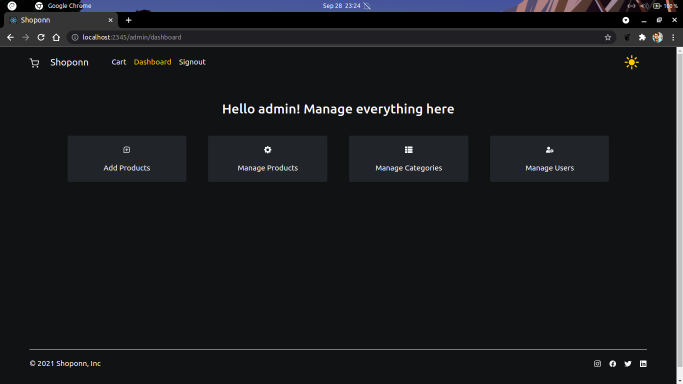 Google Chrome
Sep 28 23:24
100 %
Shoponn
localhost:2345/admin/dashboard
Shoponn
Cart
Dashboard
Signout
Hello admin! Manage everything here
Add Products
Manage Products
Manage Categories
Manage Users
© 2021 Shoponn, Inc